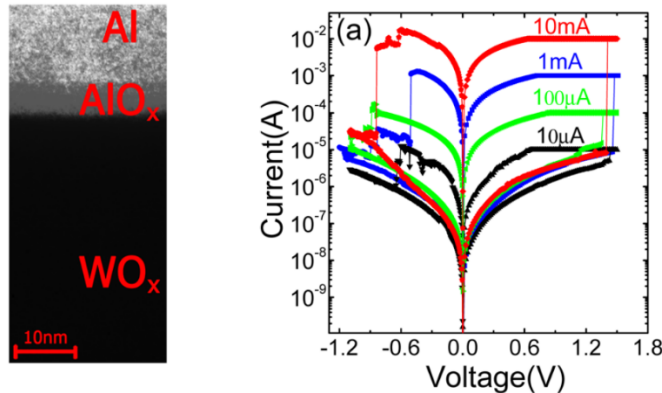 Al
AlOₓ
WOₓ
10nm
(a)
10mA
1mA
100μA
10μA
Current(A)
10⁻²
10⁻³
10⁻⁴
10⁻⁵
10⁻⁶
10⁻⁷
10⁻⁸
10⁻⁹
-1.2 -0.6 0.0 0.6 1.2 1.8
Voltage(V)